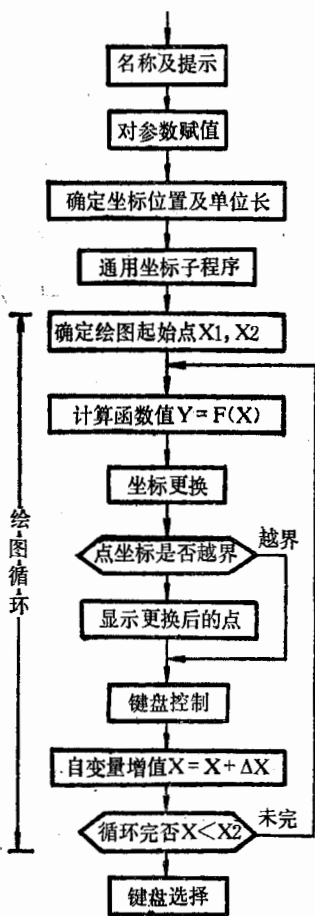 名称及提示
对参数赋值
确定坐标位置及单位长
通用坐标子程序
确定绘图起始点X1,X2
计算函数值Y=F(X)
坐标更换
点坐标是否越界
越界
显示更换后的点
键盘控制
自变量增值X=X+ΔX
循环完否X<X2
未完
键盘选择
绘图循环